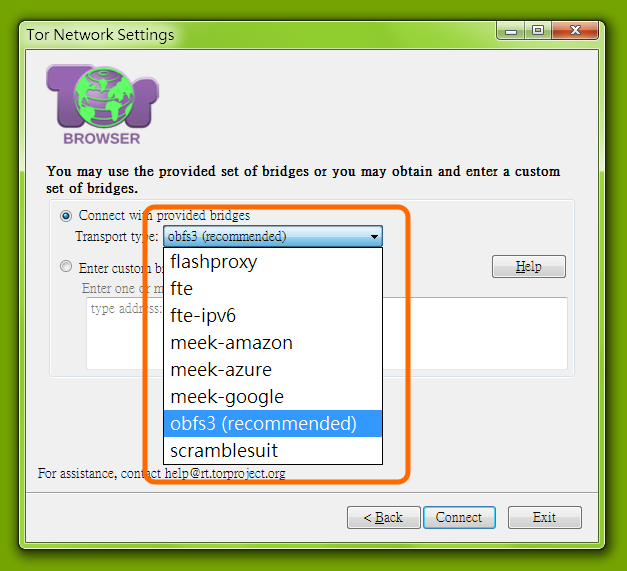 Tor Network Settings
Tor
BROWSER
You may use the provided set of bridges or you may obtain and enter a custom
set of bridges.
Connect with provided bridges
Transport type: obfs3 (recommended)
flashproxy
fte
fte-ipv6
meek-amazon
meek-azure
meek-google
obfs3 (recommended)
scramblesuit
Enter custom b
Help
Enter one or m
type address:
For assistance, contact help@rt.torproject.org
< Back Connect Exit